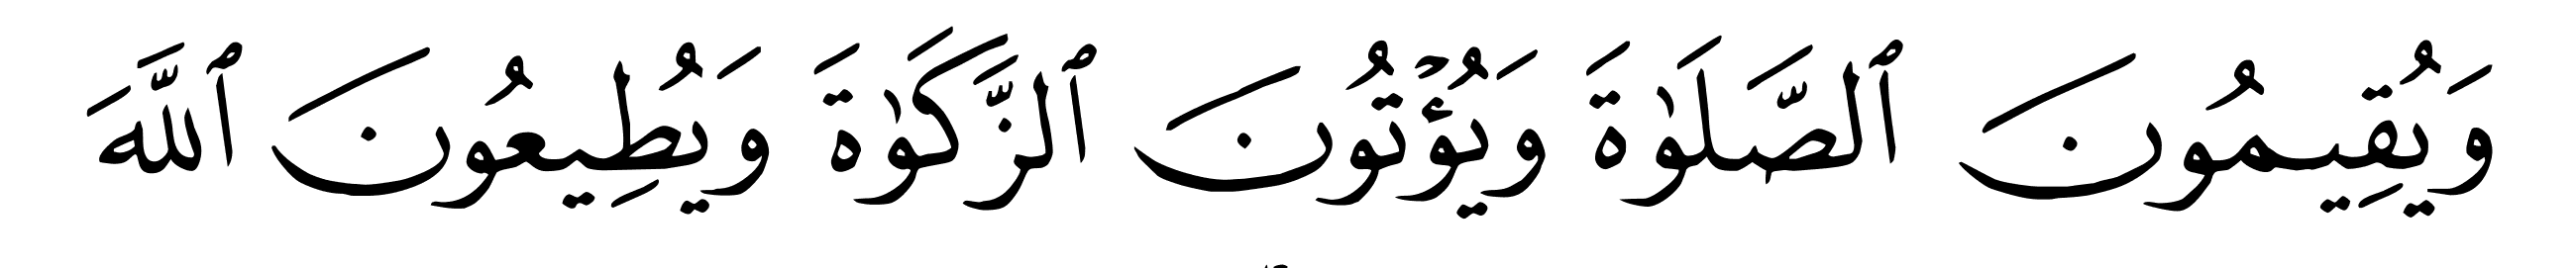 وَيُقِيمُونَ ٱلصَّلَوٰةَ وَيُؤْتُونَ ٱلزَّكَوٰةَ وَيُطِيعُونَ ٱللَّهَ